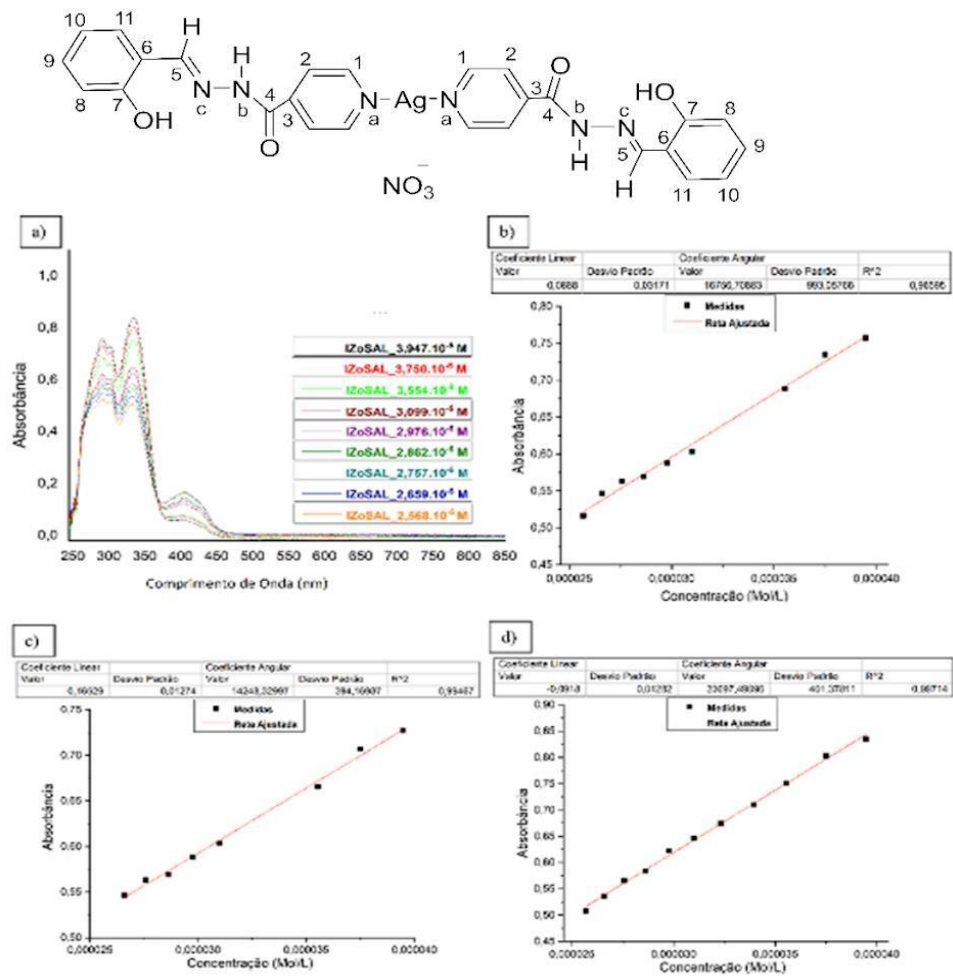 10 11
9 6
8 7
OH
H
5
N
c
H
N
b
4
O
3
2
1
N
a
Ag
1
N
a
2
3
O
4
b
N
H
c
N
5
H
HO
7 8
6 9
11 10
NO₃⁻
a)
Absorbância
1,0
0,8
0,6
0,4
0,2
0,0
...
IZoSAL_3,947.10⁻⁵ M
IZoSAL_3,750.10⁻⁵ M
IZoSAL_3,554.10⁻⁵ M
IZoSAL_3,099.10⁻⁵ M
IZoSAL_2,976.10⁻⁵ M
IZoSAL_2,862.10⁻⁵ M
IZoSAL_2,757.10⁻⁵ M
IZoSAL_2,659.10⁻⁵ M
IZoSAL_2,568.10⁻⁵ M
250 300 350 400 450 500 550 600 650 700 750 800 850
Comprimento de Onda (nm)
b)
Coeficiente Linear Coeficiente Angular
Valor Desvio Padrão Valor Desvio Padrão R^2
0,03171
Medidas
Reta Ajustada
Absorbância
0,80
0,75
0,70
0,65
0,60
0,55
0,50
0,45
0,000025 0,000030 0,000035 0,000040
Concentração (Mol/L)
c)
Coeficiente Linear Coeficiente Angular
Valor Desvio Padrão Valor Desvio Padrão R^2
0,01274 14248,32997 0,99467
Medidas
Reta Ajustada
Absorbância
0,75
0,70
0,65
0,60
0,55
0,50
0,000025 0,000030 0,000035 0,000040
Concentração (Mol/L)
d)
Coeficiente Linear Coeficiente Angular
Valor Desvio Padrão Valor Desvio Padrão R^2
-0,0918 401,37811
Medidas
Reta Ajustada
Absorbância
0,90
0,85
0,80
0,75
0,70
0,65
0,60
0,55
0,50
0,45
0,000025 0,000030 0,000035 0,000040
Concentração (Mol/L)